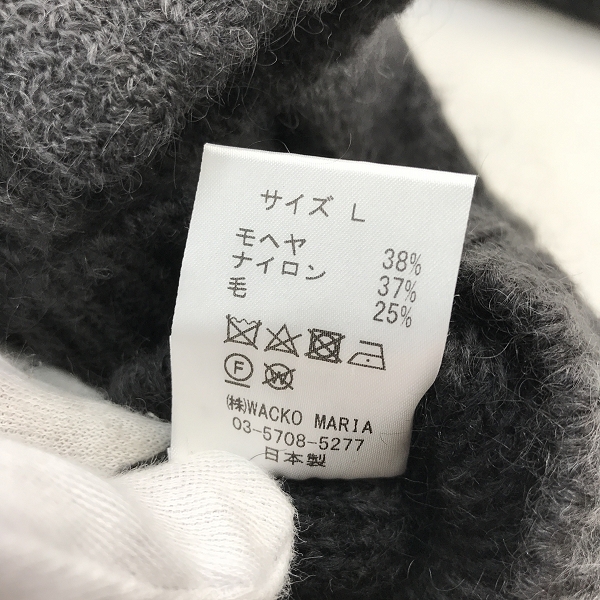 サイズ L
モヘヤ 38%
ナイロン 37%
毛 25%
F W
㈱WACKO MARIA
03-5708-5277
日本製